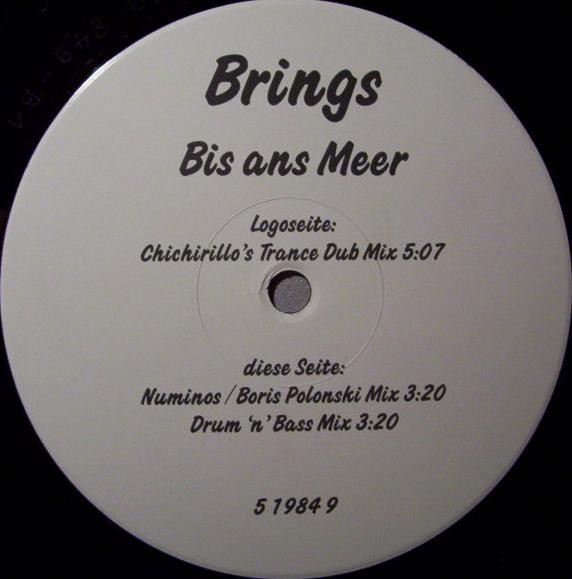 Brings
Bis ans Meer
Logoseite:
Chichirillo's Trance Dub Mix 5:07
diese Seite:
Numinos / Boris Polonski Mix 3:20
Drum 'n' Bass Mix 3:20
5 1984 9